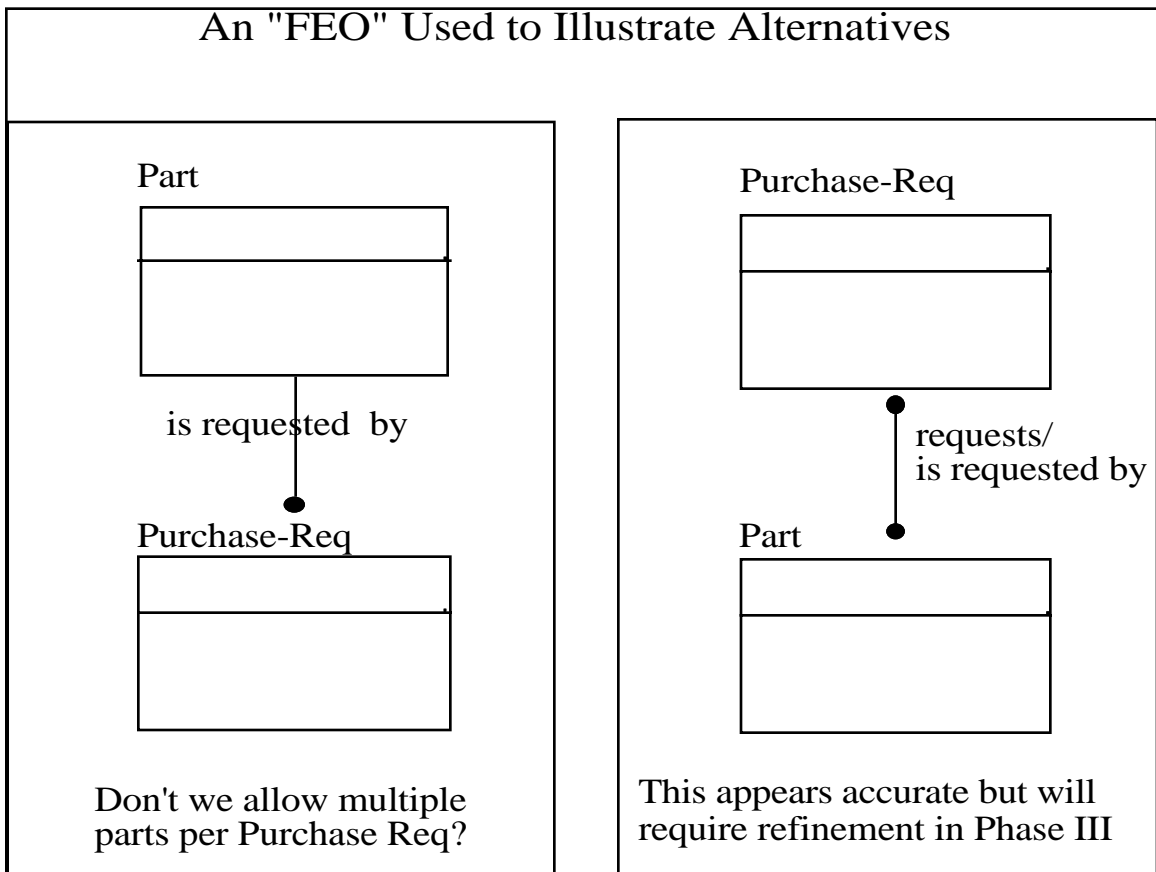 An "FEO" Used to Illustrate Alternatives
Part
is requested by
Purchase-Req
Don't we allow multiple
parts per Purchase Req?
Purchase-Req
requests/
is requested by
Part
This appears accurate but will
require refinement in Phase III